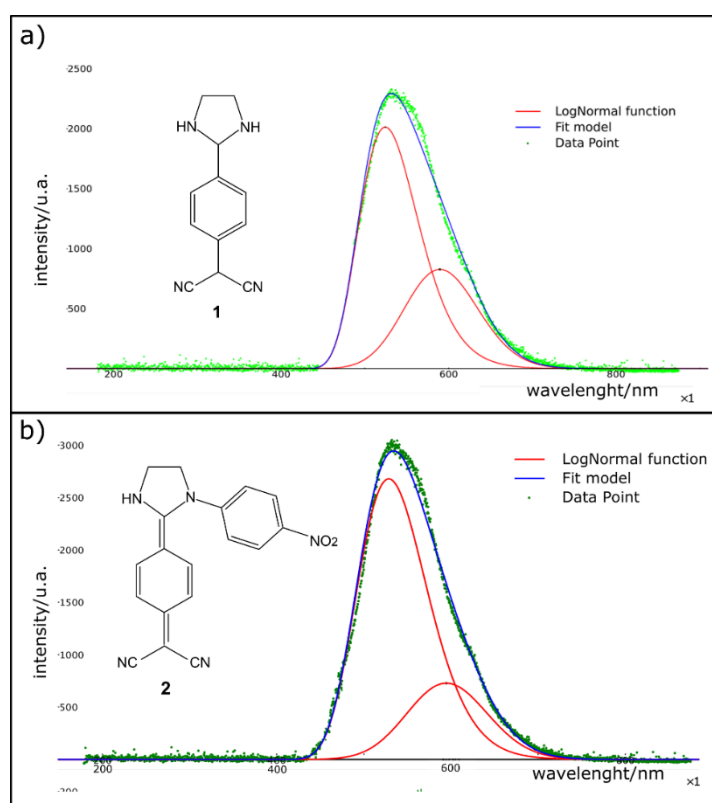 a)
2500
2000
1500
1000
500
intensity/u.a.
HN NH
NC CN
1
LogNormal function
Fit model
Data Point
200 400 600 800
wavelenght/nm
×1
b)
3000
2500
2000
1500
1000
500
intensity/u.a.
HN N
NO2
NC CN
2
LogNormal function
Fit model
Data Point
200 400 600 800
wavelenght/nm
×1